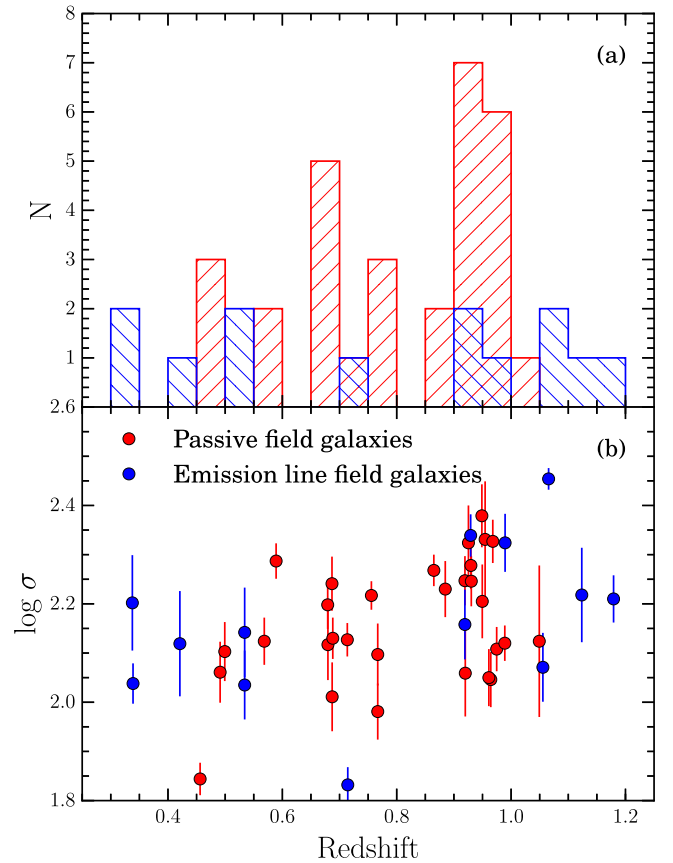 8
7
6
5
4
3
2
1
N
(a)
2.6
2.4
2.2
2.0
1.8
log σ
(b)
Passive field galaxies
Emission line field galaxies
0.4 0.6 0.8 1.0 1.2
Redshift